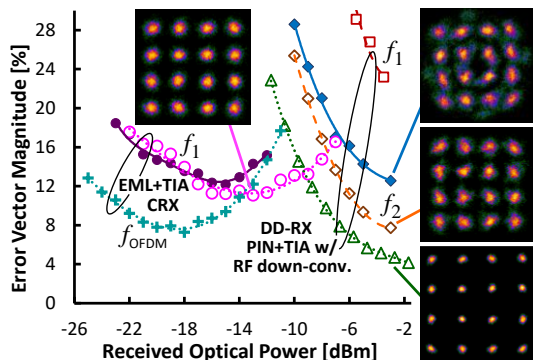 Error Vector Magnitude [%]
28
24
20
16
12
8
4
0
-26
-22
-18
-14
-10
-6
-2
Received Optical Power [dBm]
f1
EML+TIA
CRX
fOFDM
f1
f2
DD-RX
PIN+TIA w/
RF down-conv.